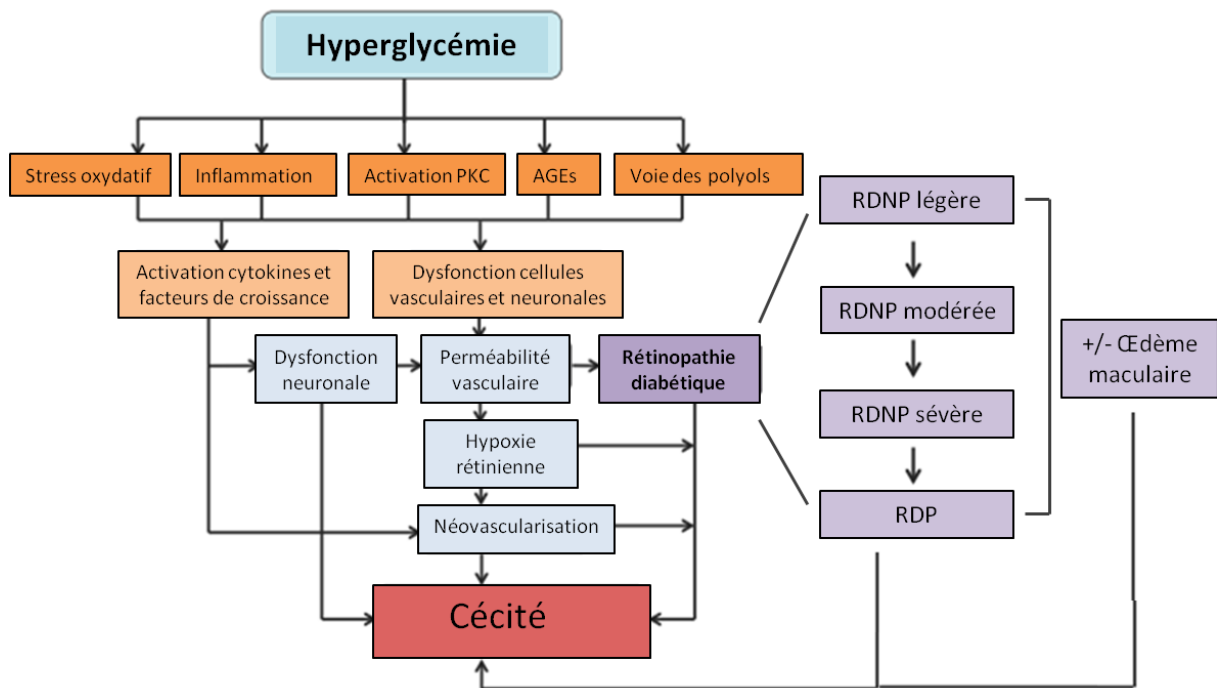 Hyperglycémie
Stress oxydatif
Inflammation
Activation PKC
AGEs
Voie des polyols
Activation cytokines et
facteurs de croissance
Dysfonction cellules
vasculaires et neuronales
Dysfonction
neuronale
Perméabilité
vasculaire
Rétinopathie
diabétique
Hypoxie
rétinienne
Néovascularisation
Cécité
RDNP légère
RDNP modérée
RDNP sévère
RDP
+/- Œdème
maculaire